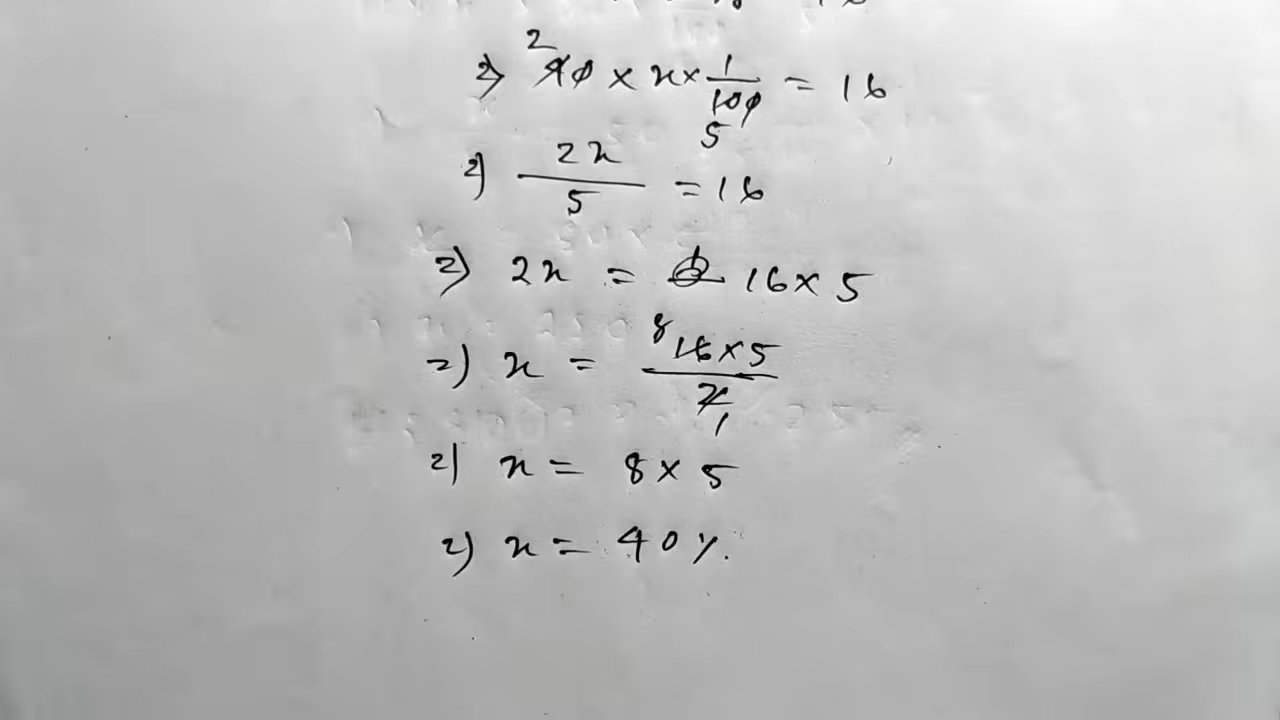 ⇒ 40 × x × 1/100 = 16
⇒ 2x/5 = 16
⇒ 2x = 16 × 5
⇒ x = 16×5/2
⇒ x = 8 × 5
⇒ x = 40%.